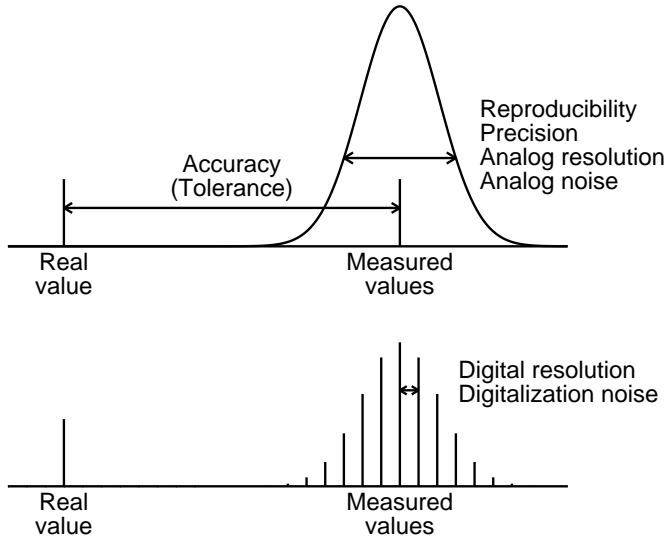 Reproducibility
Precision
Analog resolution
Analog noise
Accuracy
(Tolerance)
Real
value
Measured
values
Digital resolution
Digitalization noise
Real
value
Measured
values